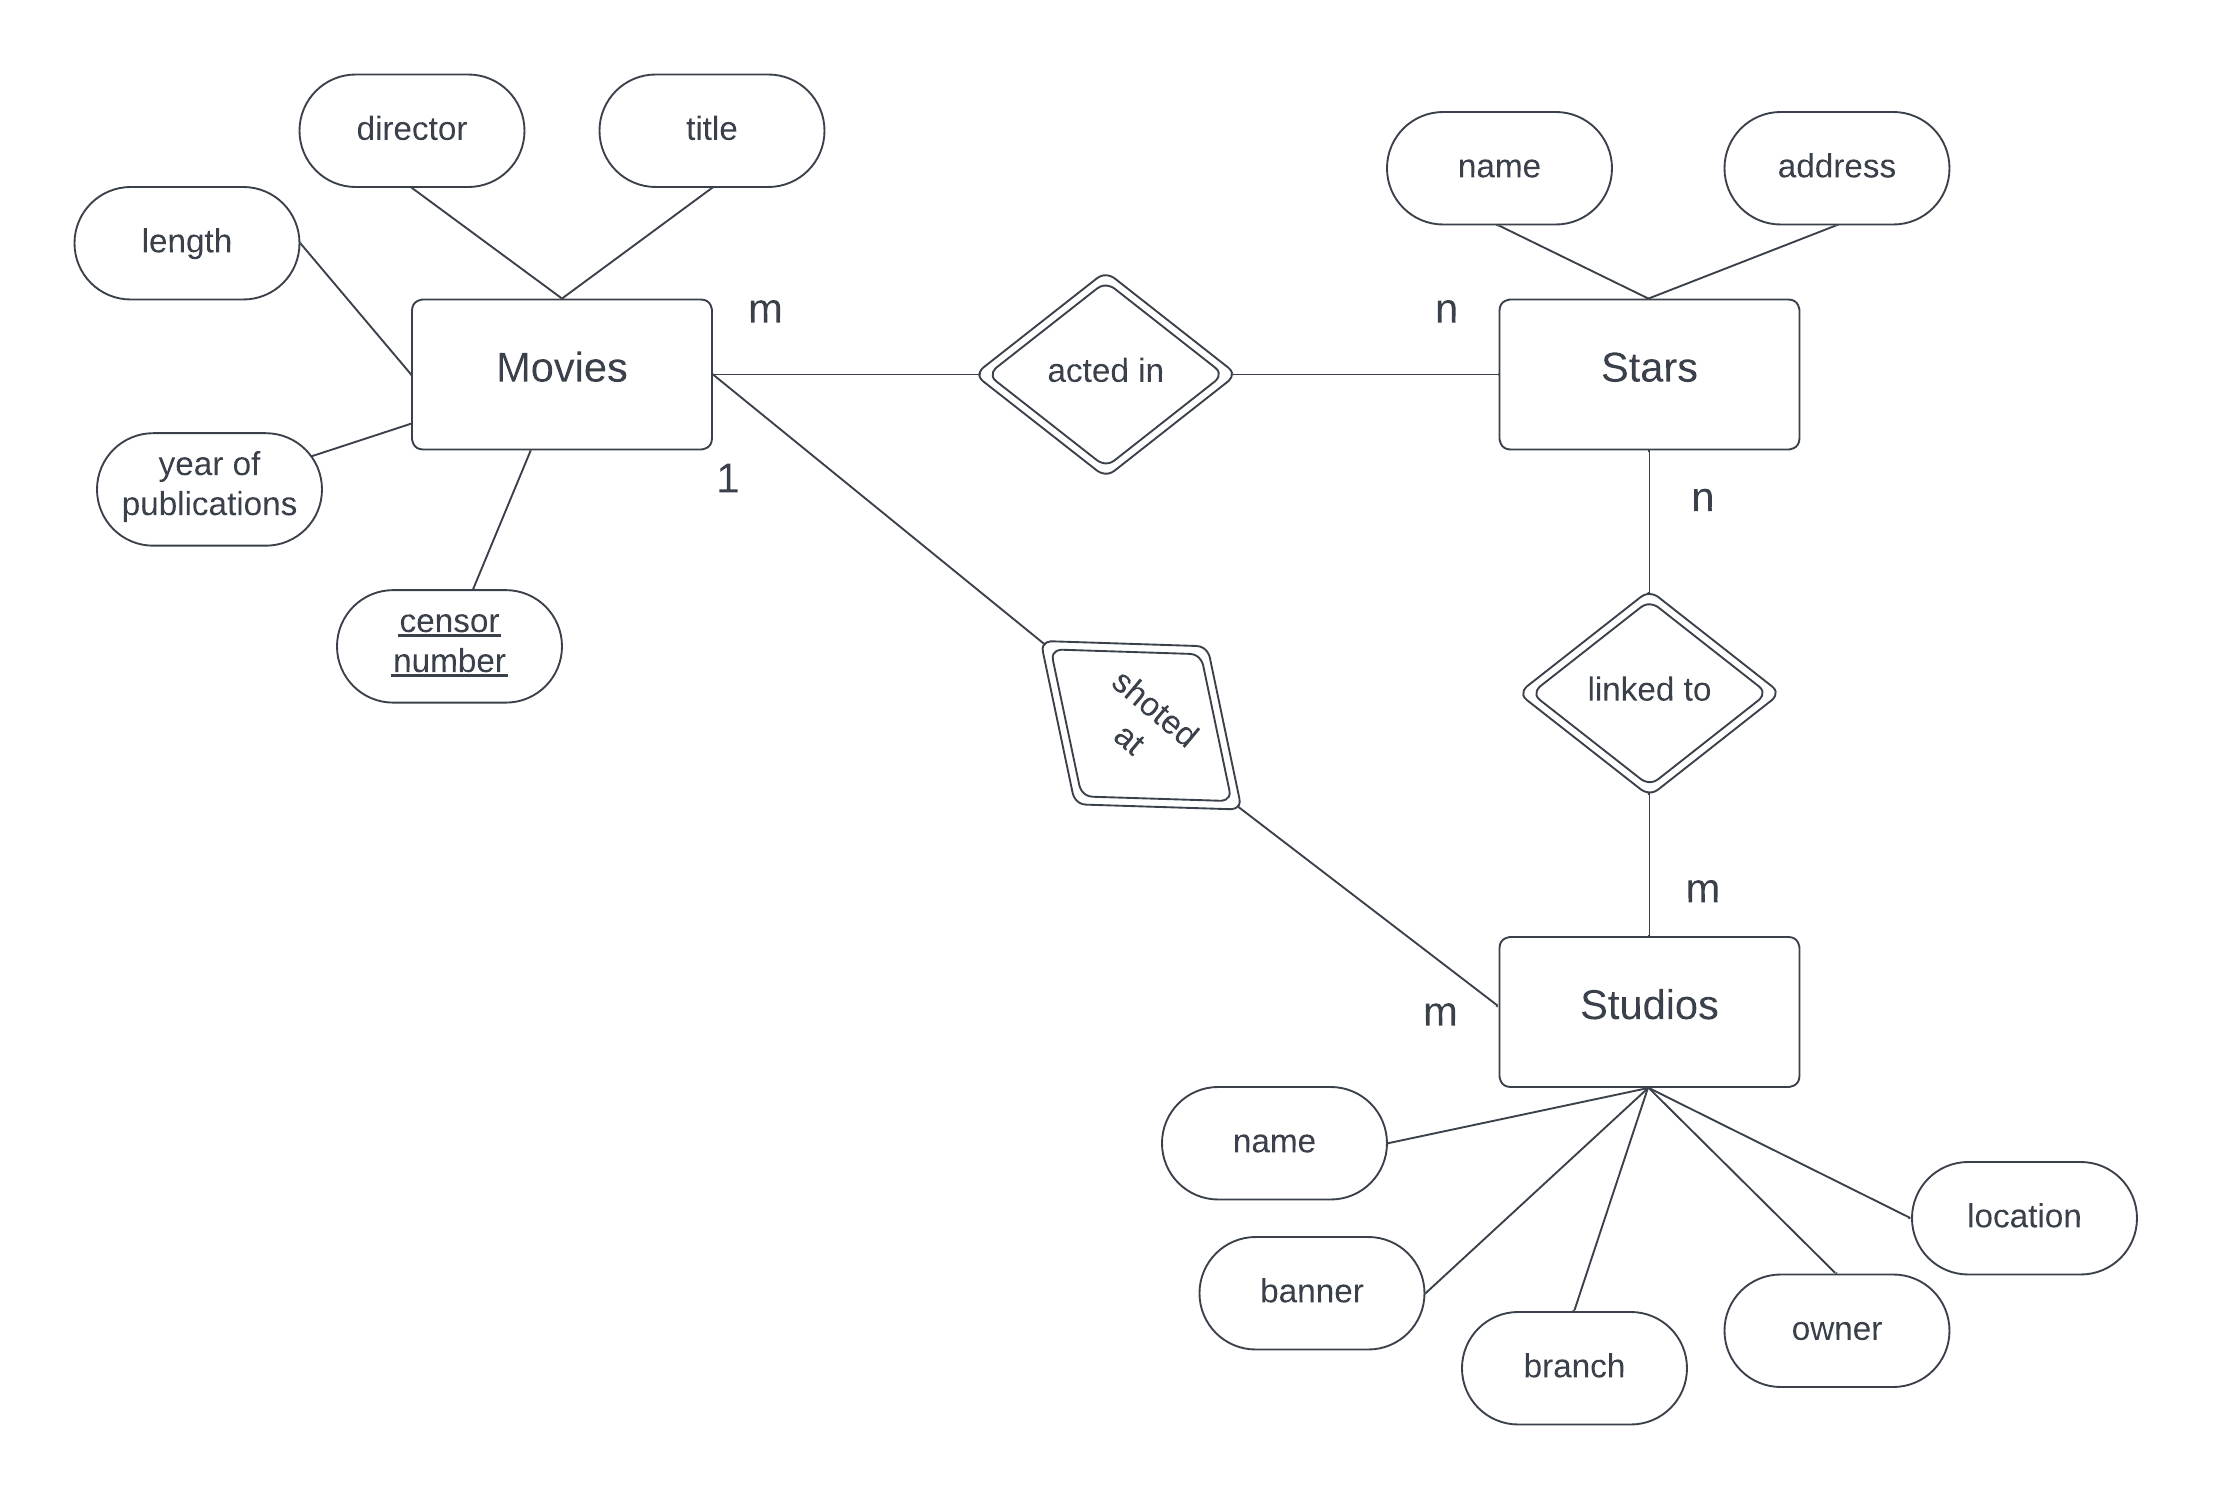 director
title
name
address
length
m
n
Movies
acted in
Stars
year of
publications
1
n
censor
number
shoted
at
linked to
m
Studios
m
name
location
banner
owner
branch